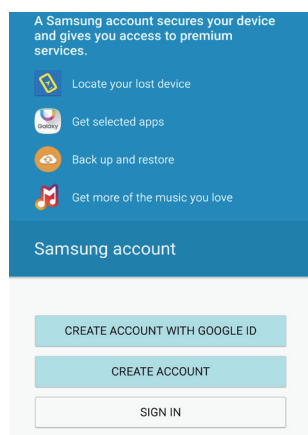 A Samsung account secures your device
and gives you access to premium
services.
Locate your lost device
Galaxy
Get selected apps
Back up and restore
Get more of the music you love
Samsung account
CREATE ACCOUNT WITH GOOGLE ID
CREATE ACCOUNT
SIGN IN